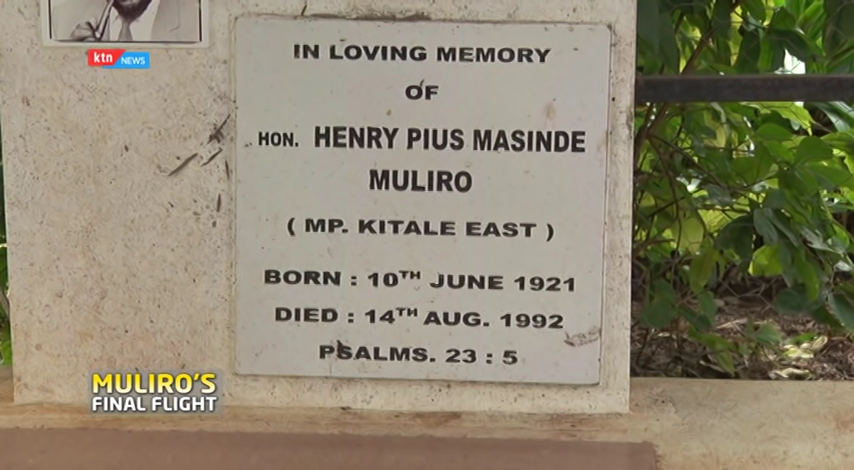 ktn NEWS
IN LOVING MEMORY
OF
HON. HENRY PIUS MASINDE
MULIRO
( MP. KITALE EAST )
BORN : 10TH JUNE 1921
DIED : 14TH AUG. 1992
PSALMS. 23 : 5
MULIRO'S
FINAL FLIGHT